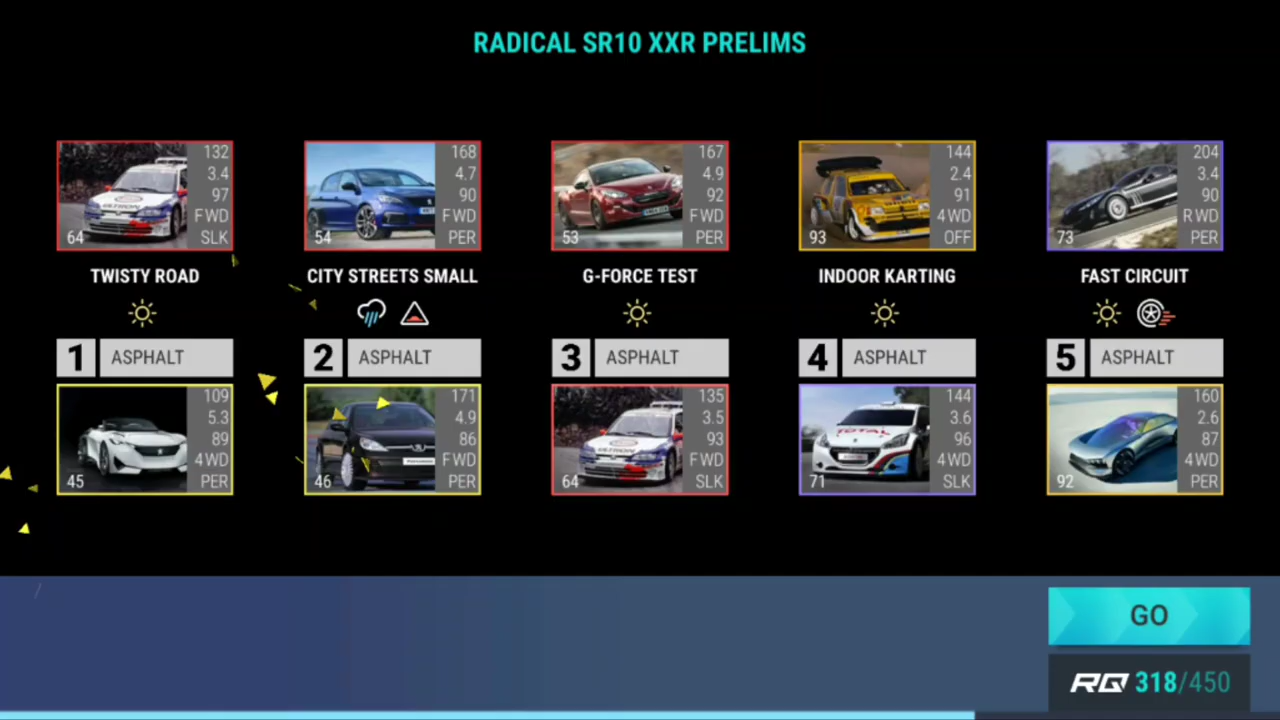 RADICAL SR10 XXR PRELIMS
132
3.4
97
FWD
64 SLK
168
4.7
90
FWD
54 PER
167
4.9
92
FWD
53 PER
144
2.4
91
4WD
93 OFF
204
3.4
90
RWD
73 PER
TWISTY ROAD
CITY STREETS SMALL
G-FORCE TEST
INDOOR KARTING
FAST CIRCUIT
1 ASPHALT
2 ASPHALT
3 ASPHALT
4 ASPHALT
5 ASPHALT
109
5.3
89
4WD
45 PER
171
4.9
86
FWD
46 PER
135
3.5
93
FWD
64 SLK
TOTAL
144
3.6
96
4WD
71 SLK
160
2.6
87
4WD
92 PER
GO
RQ 318/450